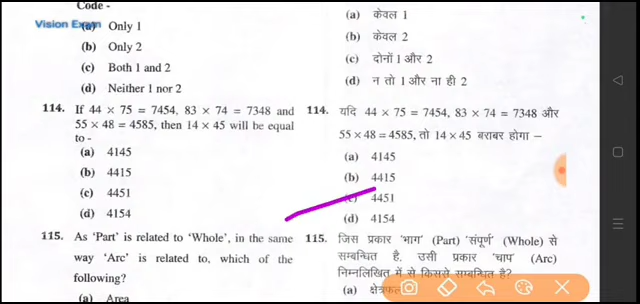 Code -
Vision Exam
(a) Only 1
(b) Only 2
(c) Both 1 and 2
(d) Neither 1 nor 2
114. If 44 × 75 = 7454, 83 × 74 = 7348 and
55 × 48 = 4585, then 14 × 45 will be equal
to -
(a) 4145
(b) 4415
(c) 4451
(d) 4154
115. As 'Part' is related to 'Whole', in the same
way 'Arc' is related to, which of the
following?
(a) Area
(a) केवल 1
(b) केवल 2
(c) दोनों 1 और 2
(d) न तो 1 और ना ही 2
114. यदि 44 × 75 = 7454, 83 × 74 = 7348 और
55 × 48 = 4585, तो 14 × 45 बराबर होगा –
(a) 4145
(b) 4415
(c) 4451
(d) 4154
115. जिस प्रकार 'भाग' (Part) 'संपूर्ण' (Whole) से
सम्बन्धित है, उसी प्रकार 'चाप' (Arc)
निम्नलिखित में से किससे सम्बन्धित है?
(a) क्षेत्रफल